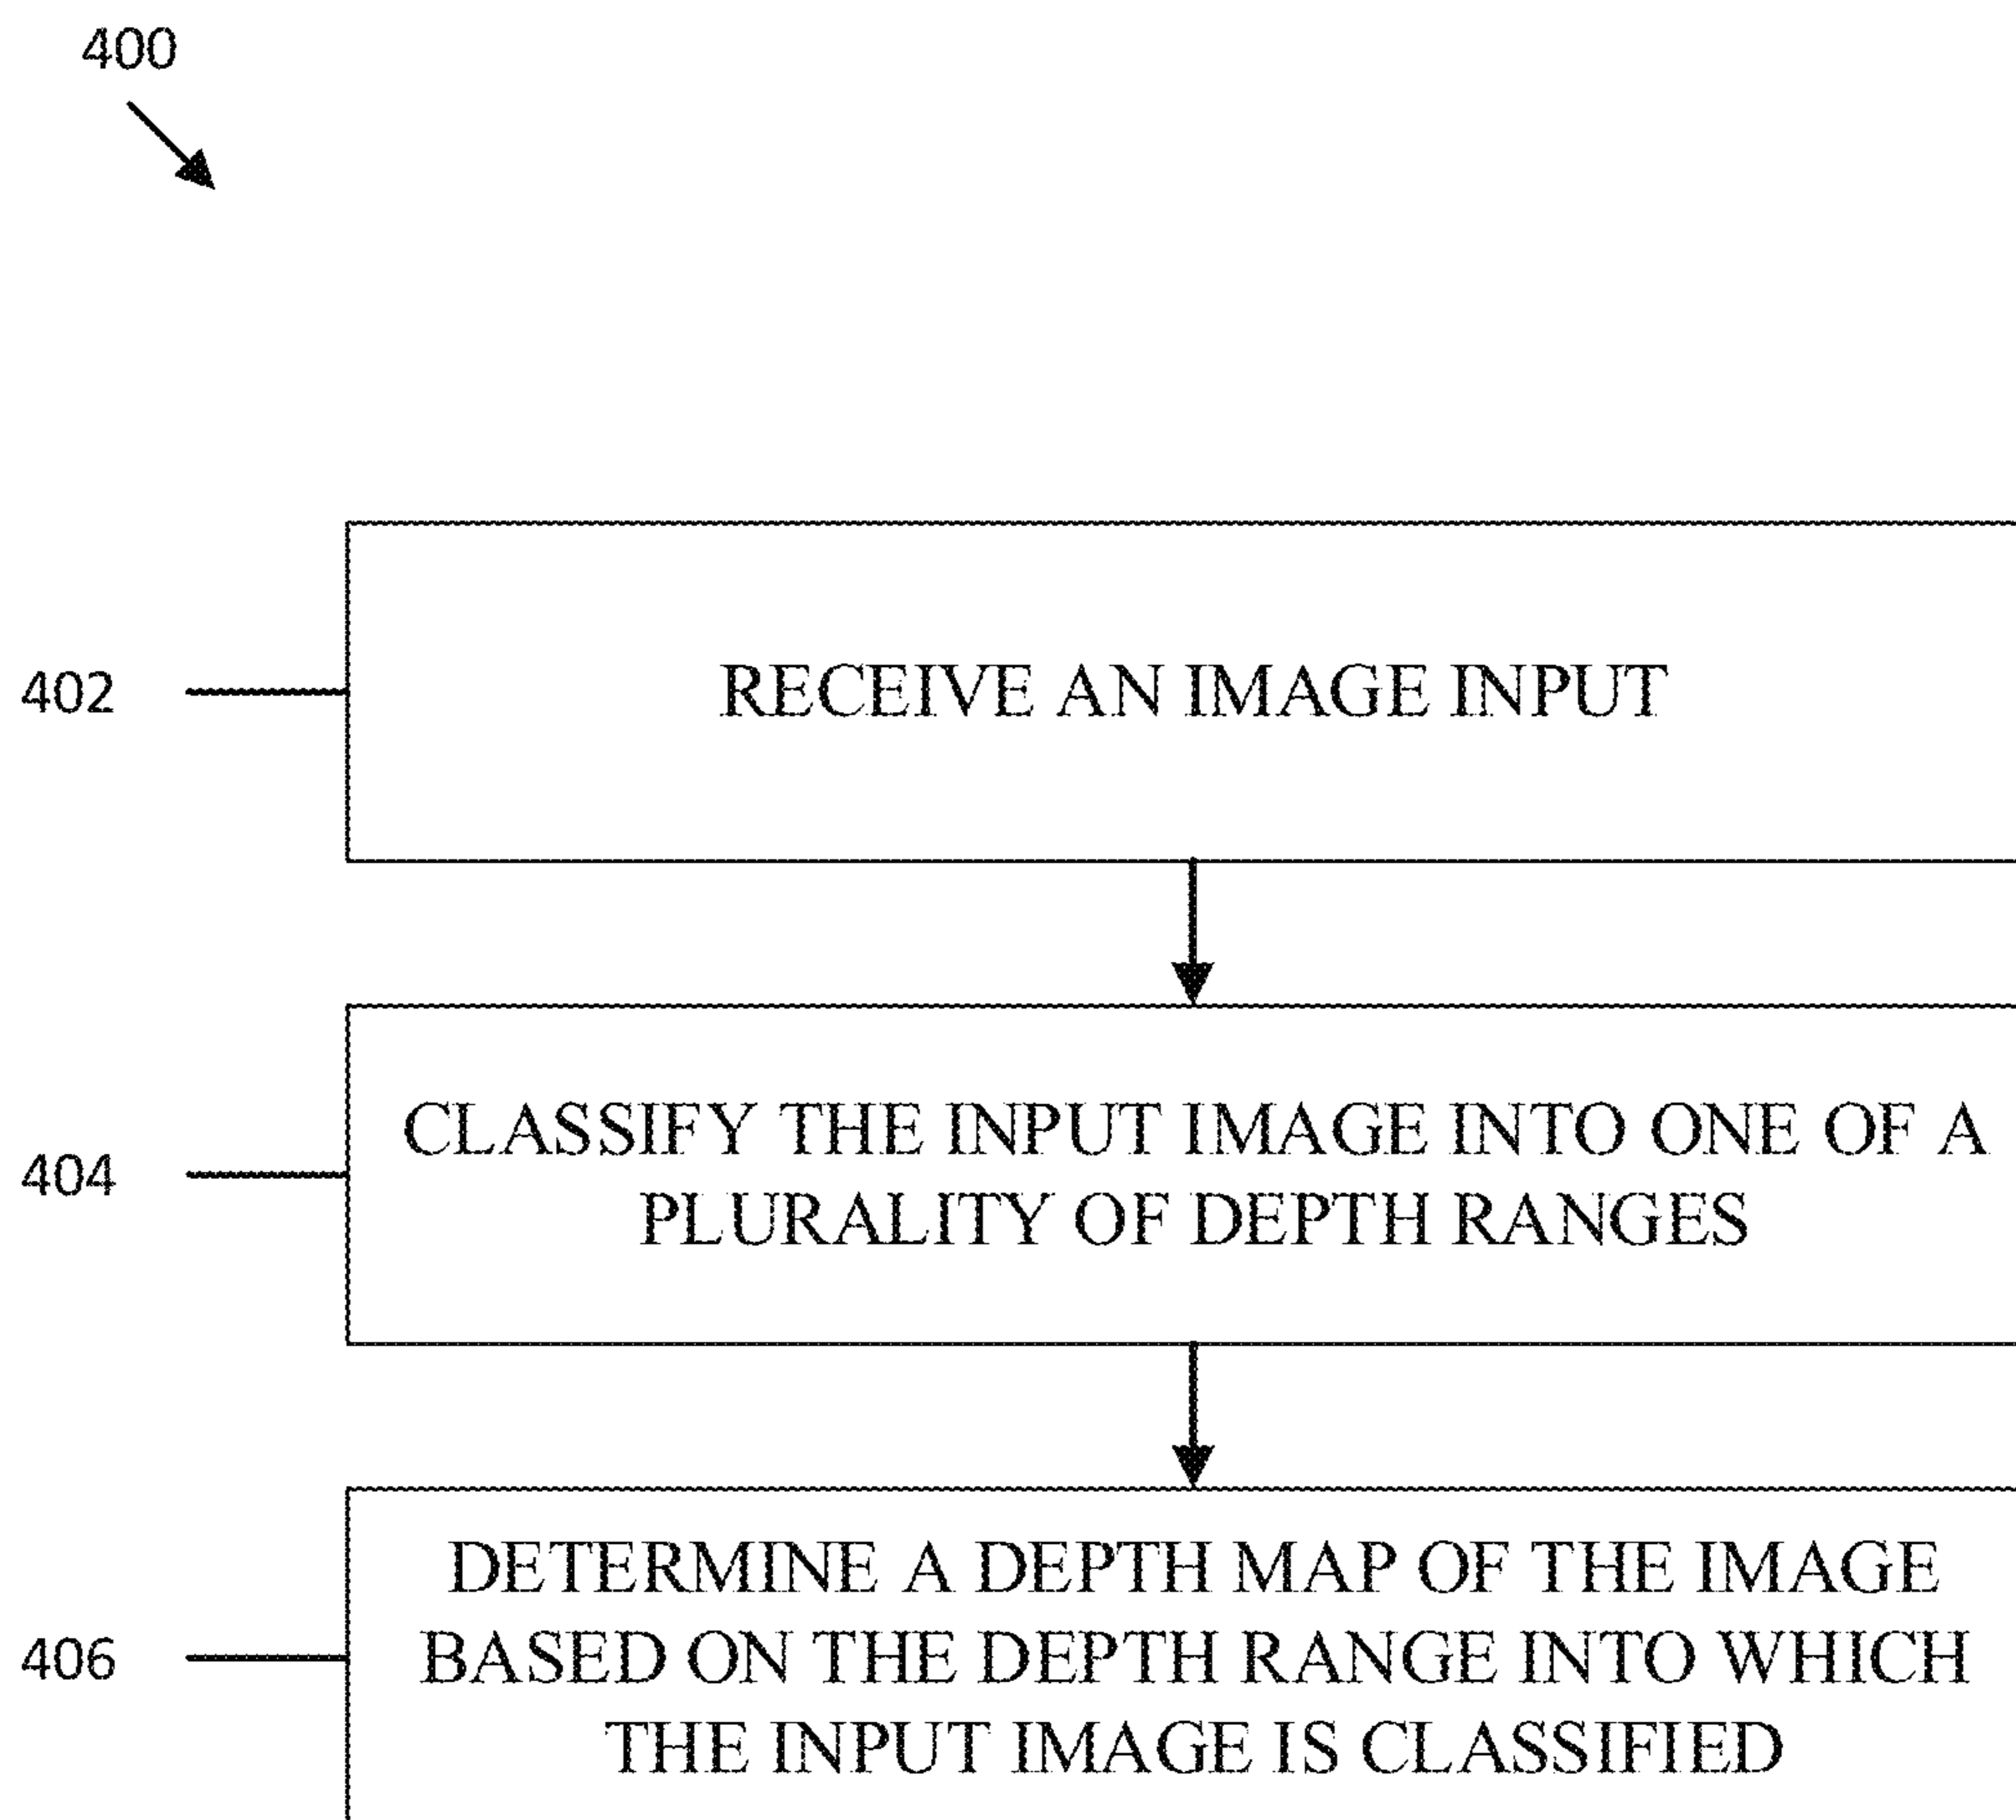 400
402
RECEIVE AN IMAGE INPUT
404
CLASSIFY THE INPUT IMAGE INTO ONE OF A
PLURALITY OF DEPTH RANGES
406
DETERMINE A DEPTH MAP OF THE IMAGE
BASED ON THE DEPTH RANGE INTO WHICH
THE INPUT IMAGE IS CLASSIFIED